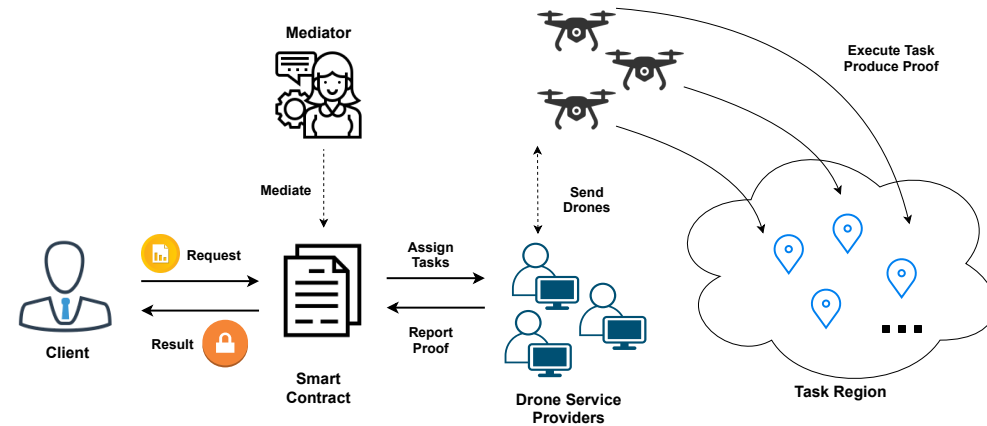 Mediator
Execute Task
Produce Proof
Mediate
Send
Drones
Request
Assign
Tasks
Result
Report
Proof
Client
Smart
Contract
Drone Service
Providers
Task Region